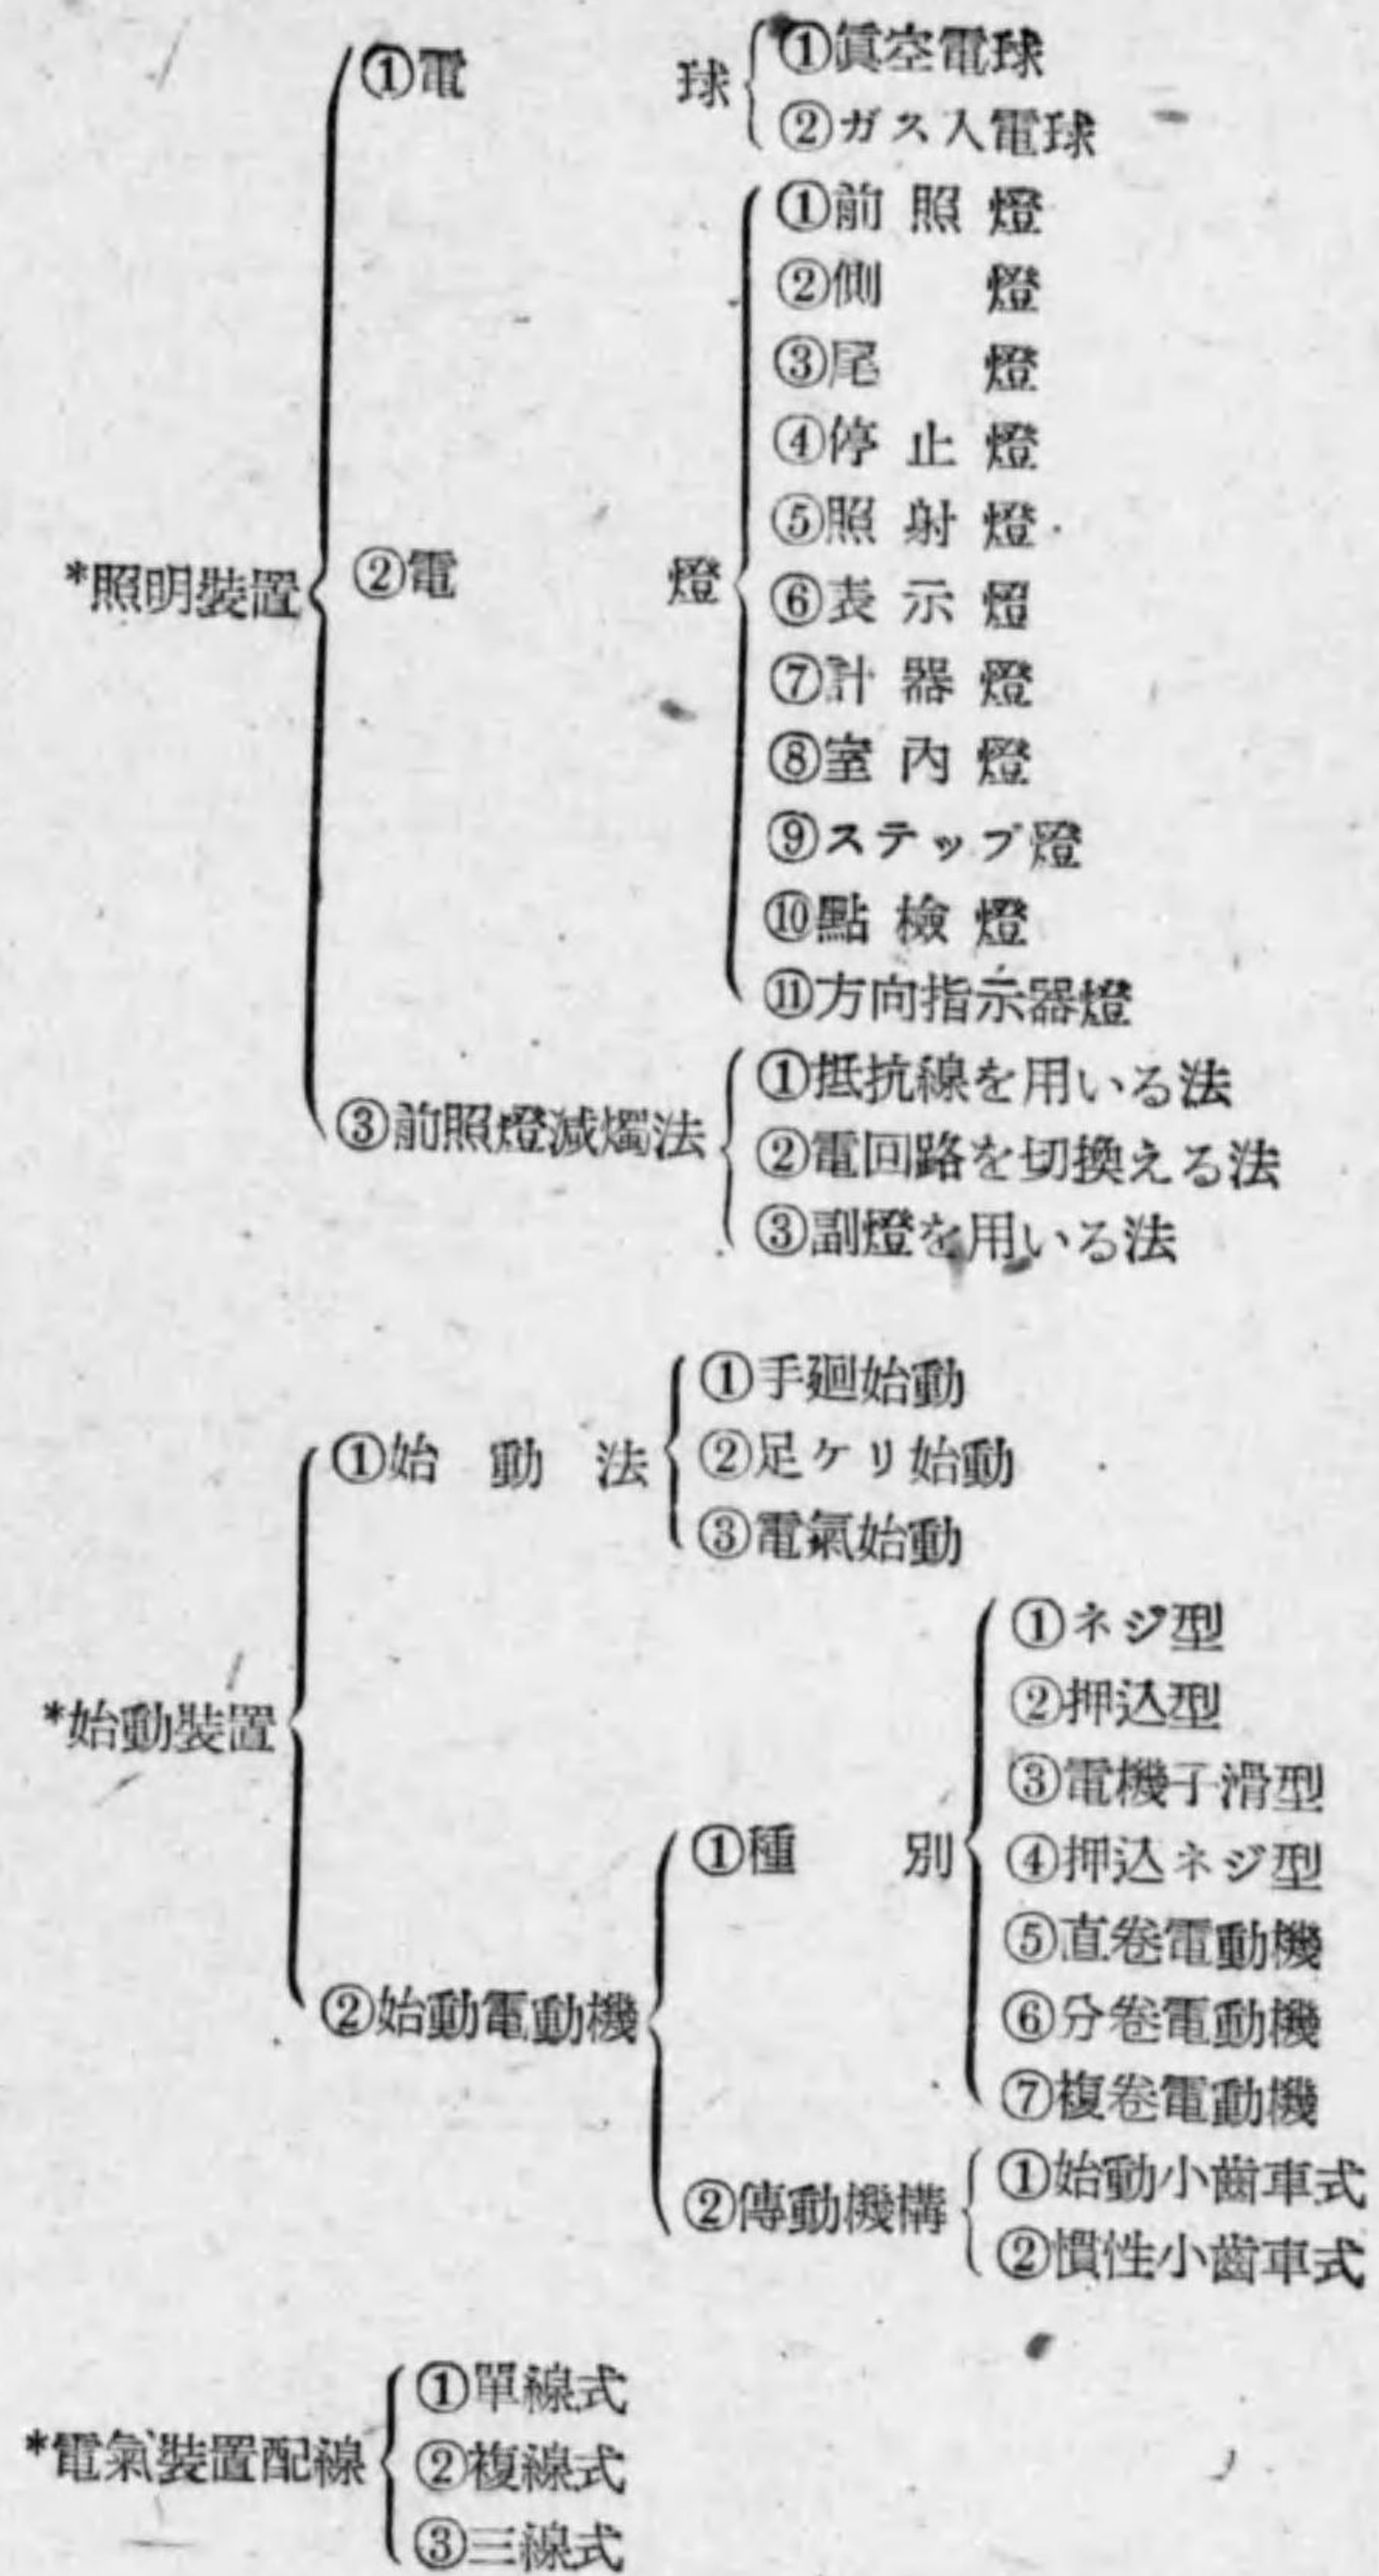 *照明裝置
①電球
①眞空電球
②ガス入電球
②電燈
①前照燈
②側燈
③尾燈
④停止燈
⑤照射燈
⑥表示燈
⑦計器燈
⑧室內燈
⑨ステップ燈
⑩點檢燈
⑪方向指示器燈
③前照燈減燭法
①抵抗線を用いる法
②電回路を切換える法
③副燈を用いる法
*始動裝置
①始動法
①手廻始動
②足ケリ始動
③電氣始動
②始動電動機
①種別
①ネジ型
②押込型
③電機子滑型
④押込ネジ型
⑤直卷電動機
⑥分卷電動機
⑦複卷電動機
②傳動機構
①始動小齒車式
②慣性小齒車式
*電氣裝置配線
①單線式
②複線式
③三線式